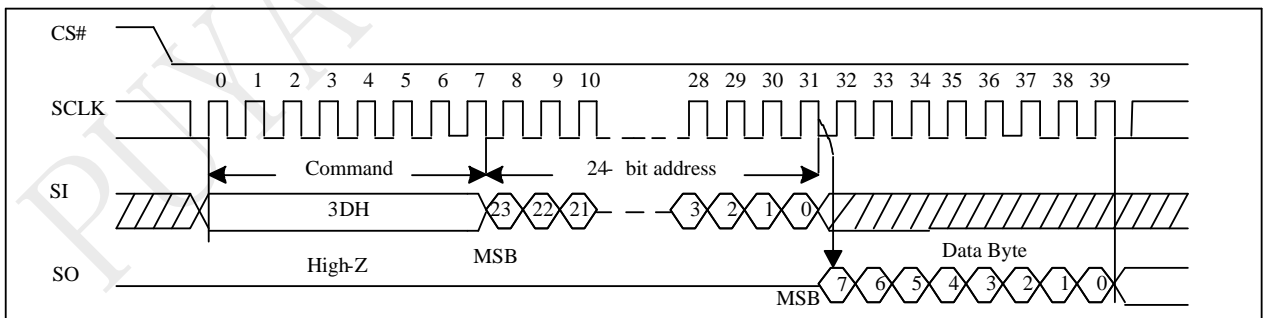 PUYA
CS#
0 1 2 3 4 5 6 7 8 9 10 28 29 30 31 32 33 34 35 36 37 38 39
SCLK
Command 24- bit address
SI
3DH 23 22 21 3 2 1 0
MSB Data Byte
High-Z
SO
MSB 7 6 5 4 3 2 1 0